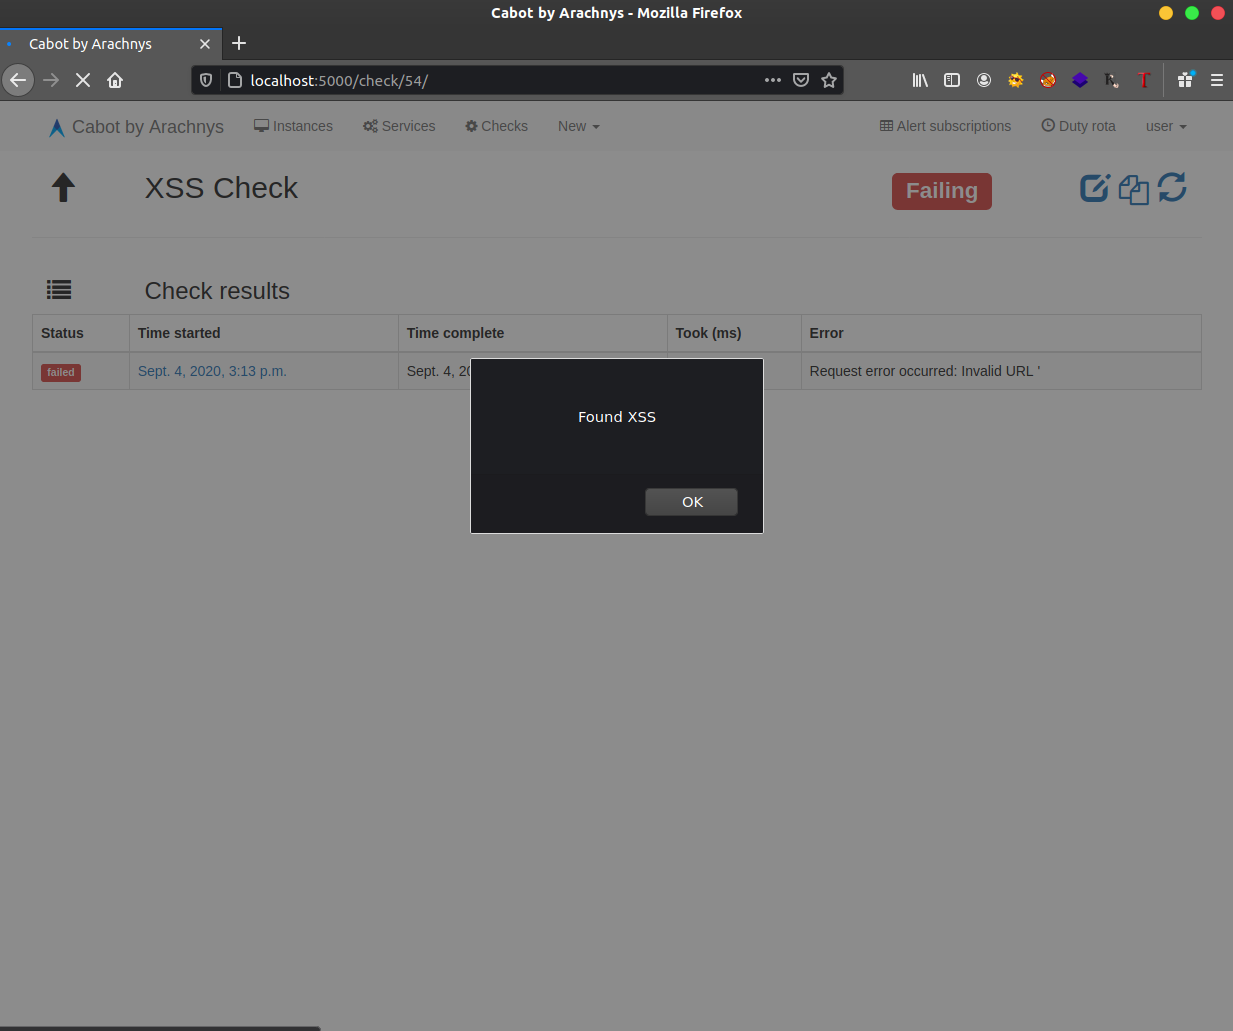 Cabot by Arachnys - Mozilla Firefox
Cabot by Arachnys
localhost:5000/check/54/
Cabot by Arachnys Instances Services Checks New Alert subscriptions Duty rota user
XSS Check Failing
Check results
Status Time started Time complete Took (ms) Error
failed Sept. 4, 2020, 3:13 p.m. Sept. 4, 20 Request error occurred: Invalid URL '
Found XSS
OK